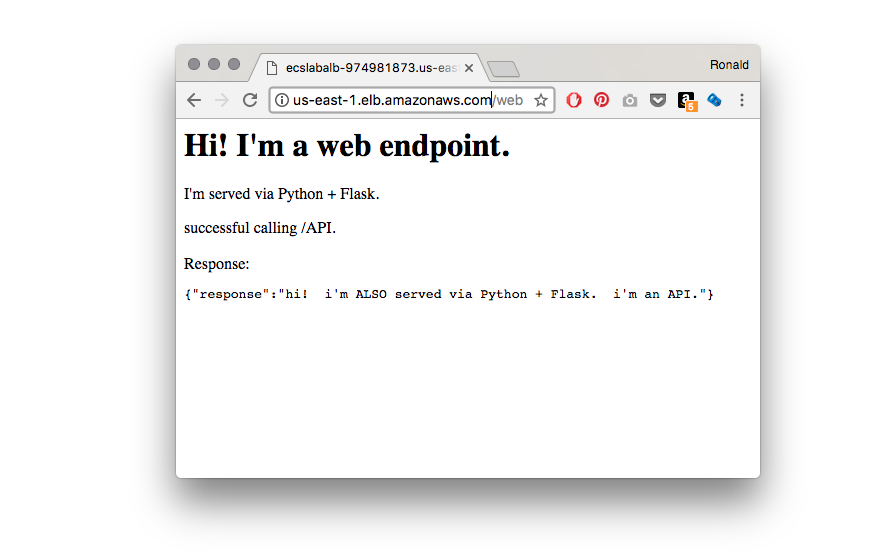 ecslabalb-974981873.us-eas
Ronald
us-east-1.elb.amazonaws.com/web
a
5
Hi! I'm a web endpoint.
I'm served via Python + Flask.
successful calling /API.
Response:
{"response":"hi!  i'm ALSO served via Python + Flask.  i'm an API."}